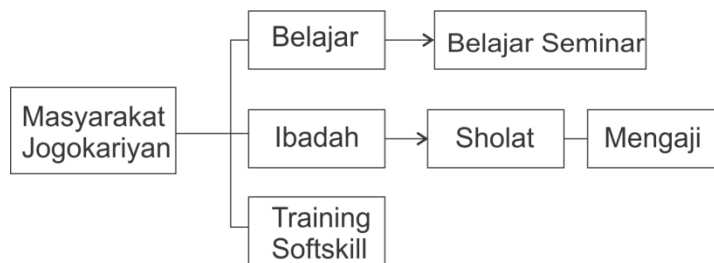 Masyarakat
Jogokariyan
Belajar
Belajar Seminar
Ibadah
Sholat
Mengaji
Training
Softskill